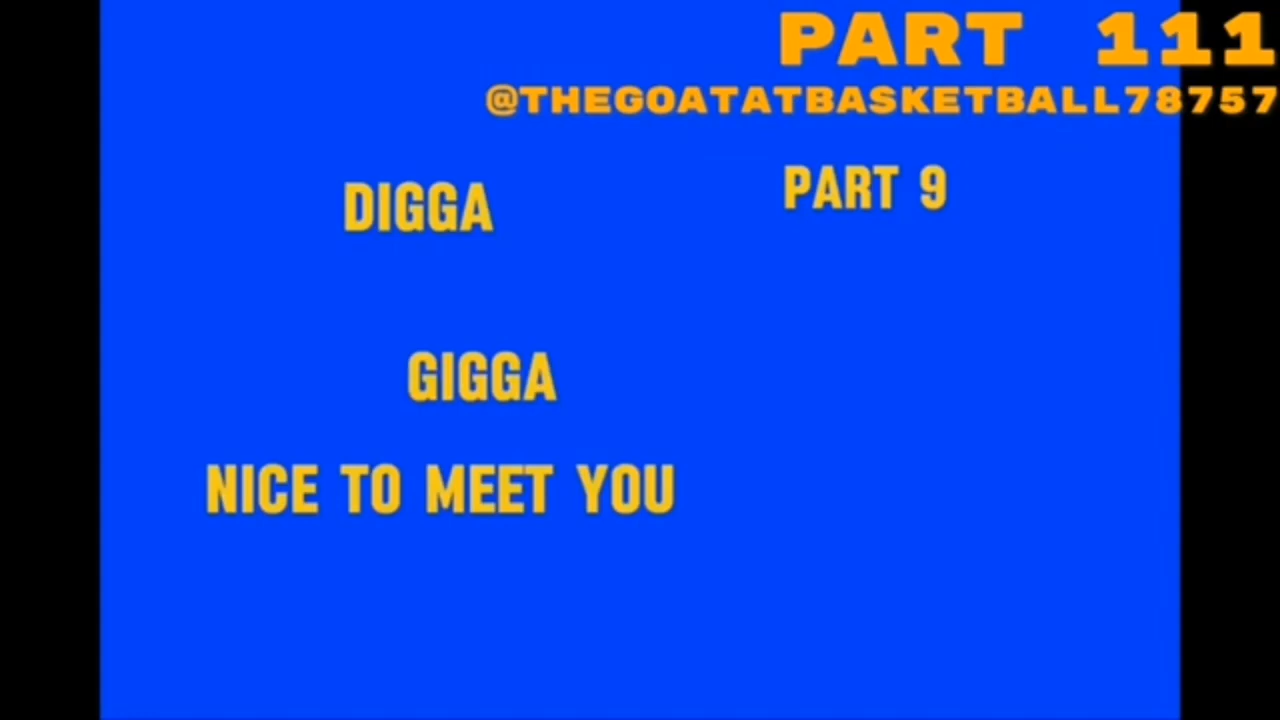 PART 111
@THEGOATATBASKETBALL78757
PART 9
DIGGA
GIGGA
NICE TO MEET YOU